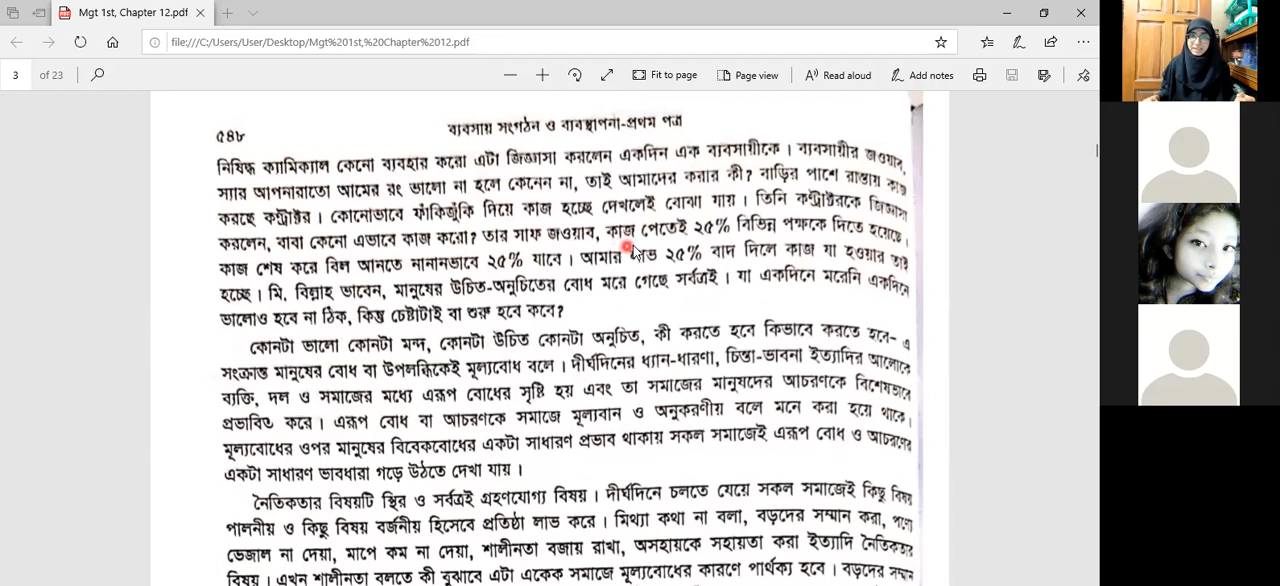 Mgt 1st, Chapter 12.pdf
file:///C:/Users/User/Desktop/Mgt%201st,%20Chapter%2012.pdf
3 of 23 Fit to page Page view Read aloud Add notes
৫৪৮ ব্যবসায় সংগঠন ও ব্যবস্থাপনা-প্রথম পত্র
নিষিদ্ধ ক্যামিক্যাল কেনো ব্যবহার করো এটা জিজ্ঞাসা করলেন একদিন এক ব্যবসায়ীকে। ব্যবসায়ীর জওয়াব,
স্যার আপনারাতো আমের রং ভালো না হলে কেনেন না, তাই আমাদের করার কী? বাড়ির পাশে রাস্তায় কাজ
করছে কন্ট্রাক্টর। কোনোভাবে ফাঁকিজুঁকি দিয়ে কাজ হচ্ছে দেখলেই বোঝা যায়। তিনি কন্ট্রাক্টরকে জিজ্ঞাসা
করলেন, বাবা কেনো এভাবে কাজ করো? তার সাফ জওয়াব, কাজ পেতেই ২৫% বিভিন্ন পক্ষকে দিতে হয়েছে।
কাজ শেষ করে বিল আনতে নানানভাবে ২৫% যাবে। আমার লাভ ২৫% বাদ দিলে কাজ যা হওয়ার তাই
হচ্ছে। মি. বিল্লাহ ভাবেন, মানুষের উচিত-অনুচিতের বোধ মরে গেছে সর্বত্রই। যা একদিনে মরেনি একদিনে
ভালোও হবে না ঠিক, কিন্তু চেষ্টাটাই বা শুরু হবে কবে?
কোনটা ভালো কোনটা মন্দ, কোনটা উচিত কোনটা অনুচিত, কী করতে হবে কিভাবে করতে হবে- এ
সংক্রান্ত মানুষের বোধ বা উপলব্ধিকেই মূল্যবোধ বলে। দীর্ঘদিনের ধ্যান-ধারণা, চিন্তা-ভাবনা ইত্যাদির আলোকে
ব্যক্তি, দল ও সমাজের মধ্যে এরূপ বোধের সৃষ্টি হয় এবং তা সমাজের মানুষদের আচরণকে বিশেষভাবে
প্রভাবিত করে। এরূপ বোধ বা আচরণকে সমাজে মূল্যবান ও অনুকরণীয় বলে মনে করা হয়ে থাকে।
মূল্যবোধের ওপর মানুষের বিবেকবোধের একটা সাধারণ প্রভাব থাকায় সকল সমাজেই এরূপ বোধ ও আচরণের
একটা সাধারণ ভাবধারা গড়ে উঠতে দেখা যায়।
নৈতিকতার বিষয়টি স্থির ও সর্বত্রই গ্রহণযোগ্য বিষয়। দীর্ঘদিনে চলতে যেয়ে সকল সমাজেই কিছু বিষয়
পালনীয় ও কিছু বিষয় বর্জনীয় হিসেবে প্রতিষ্ঠা লাভ করে। মিথ্যা কথা না বলা, বড়দের সম্মান করা, পণ্যে
ভেজাল না দেয়া, মাপে কম না দেয়া, শালীনতা বজায় রাখা, অসহায়কে সহায়তা করা ইত্যাদি নৈতিকতার
বিষয়। এখন শালীনতা বলতে কী বুঝাবে এটা একেক সমাজে মূল্যবোধের কারণে পার্থক্য হবে। বড়দের সম্মান